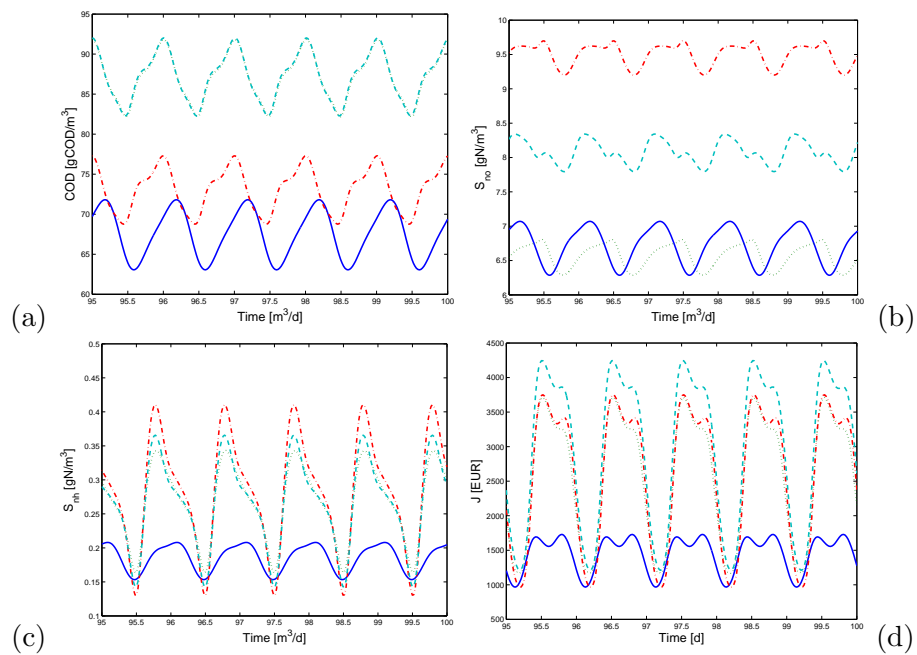 95
90
85
80
75
70
65
60
COD [gCOD/m³]
95 95.5 96 96.5 97 97.5 98 98.5 99 99.5 100
Time [m³/d]
(a)
10
9.5
9
8.5
8
7.5
7
6.5
6
S_no [gN/m³]
95 95.5 96 96.5 97 97.5 98 98.5 99 99.5 100
Time [m³/d]
(b)
0.5
0.45
0.4
0.35
0.3
0.25
0.2
0.15
0.1
S_nh [gN/m³]
95 95.5 96 96.5 97 97.5 98 98.5 99 99.5 100
Time [m³/d]
(c)
4500
4000
3500
3000
2500
2000
1500
1000
500
J [EUR]
95 95.5 96 96.5 97 97.5 98 98.5 99 99.5 100
Time [d]
(d)